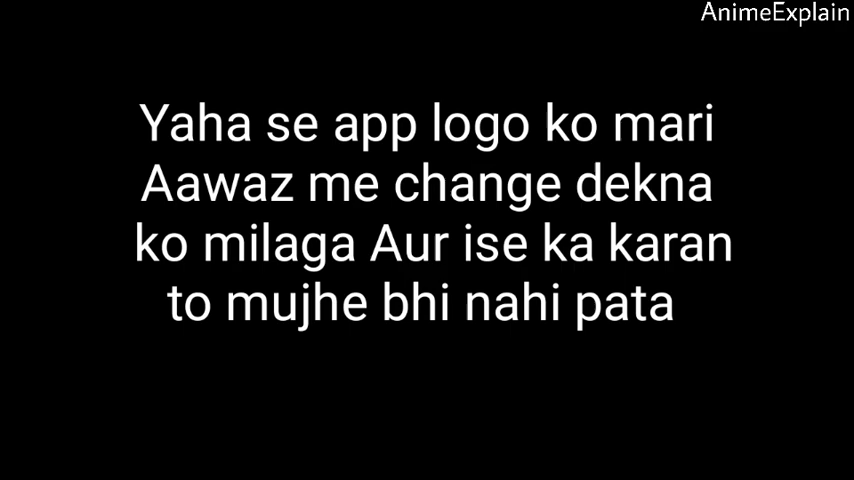 AnimeExplain
Yaha se app logo ko mari
Aawaz me change dekna
ko milaga Aur ise ka karan
to mujhe bhi nahi pata